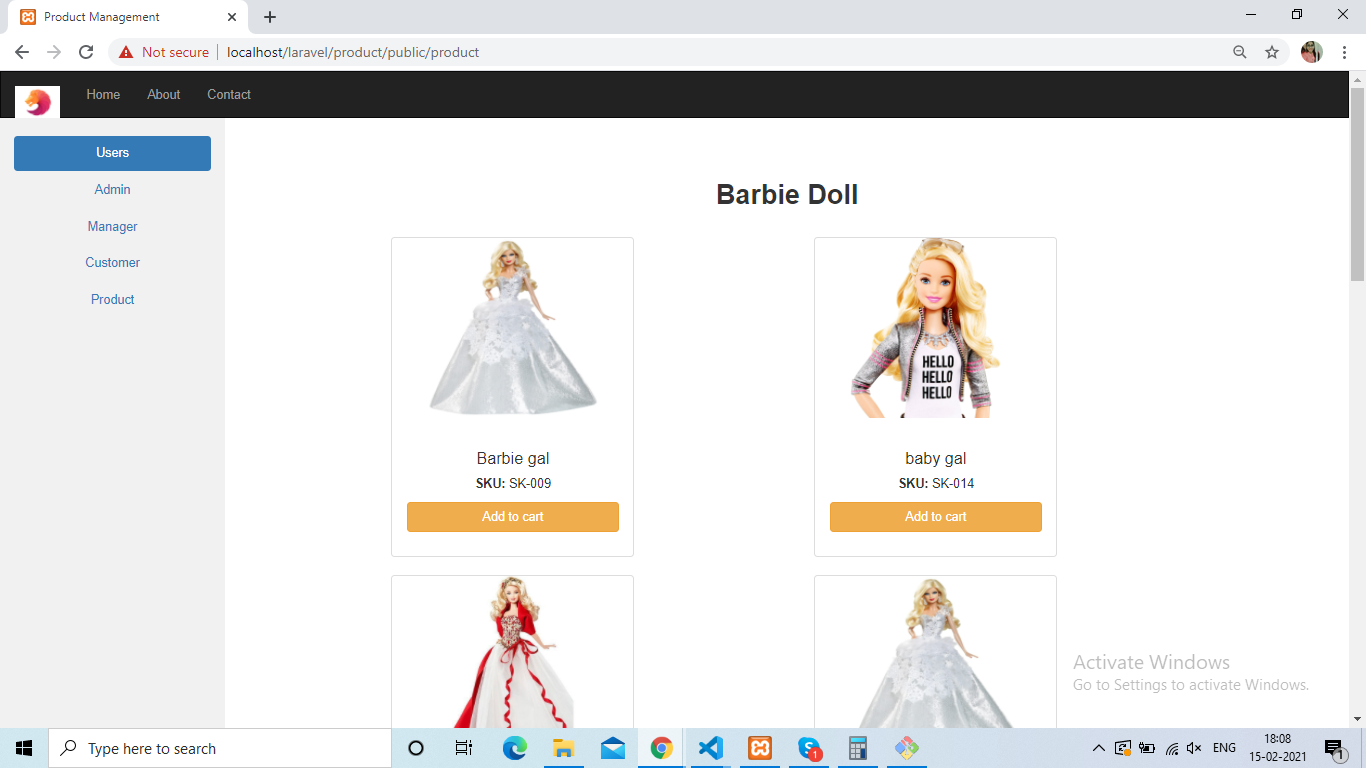 Product Management
Not secure
localhost/laravel/product/public/product
Home
About
Contact
Users
Admin
Manager
Customer
Product
Barbie Doll
HELLO
HELLO
HELLO
Barbie gal
SKU: SK-009
Add to cart
baby gal
SKU: SK-014
Add to cart
Activate Windows
Go to Settings to activate Windows.
Type here to search
1
ENG
18:08
15-02-2021
1